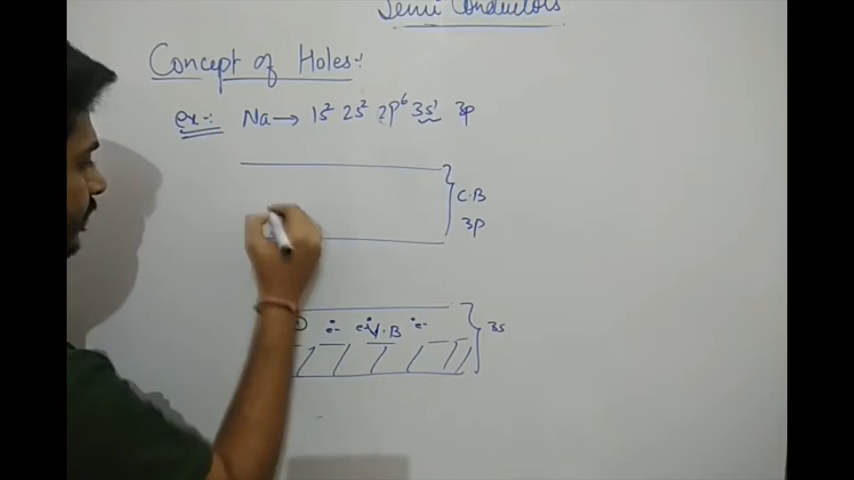 Semi Conductors
Concept of Holes:-
ex-: Na→ 1s² 2s² 2p⁶ 3s¹ 3p
C.B
3p
e- e- V.B e-
3s